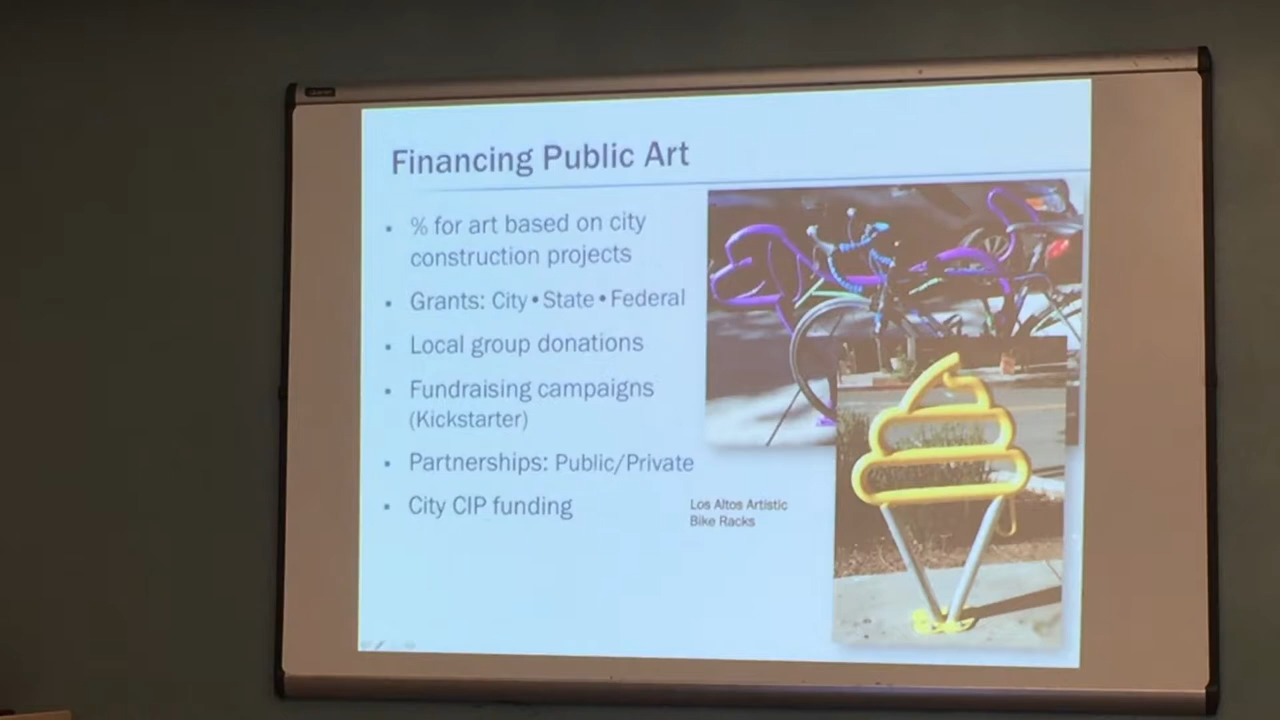 Financing Public Art
▪ % for art based on city
construction projects
▪ Grants: City • State • Federal
▪ Local group donations
▪ Fundraising campaigns
(Kickstarter)
▪ Partnerships: Public/Private
▪ City CIP funding
Los Altos Artistic
Bike Racks